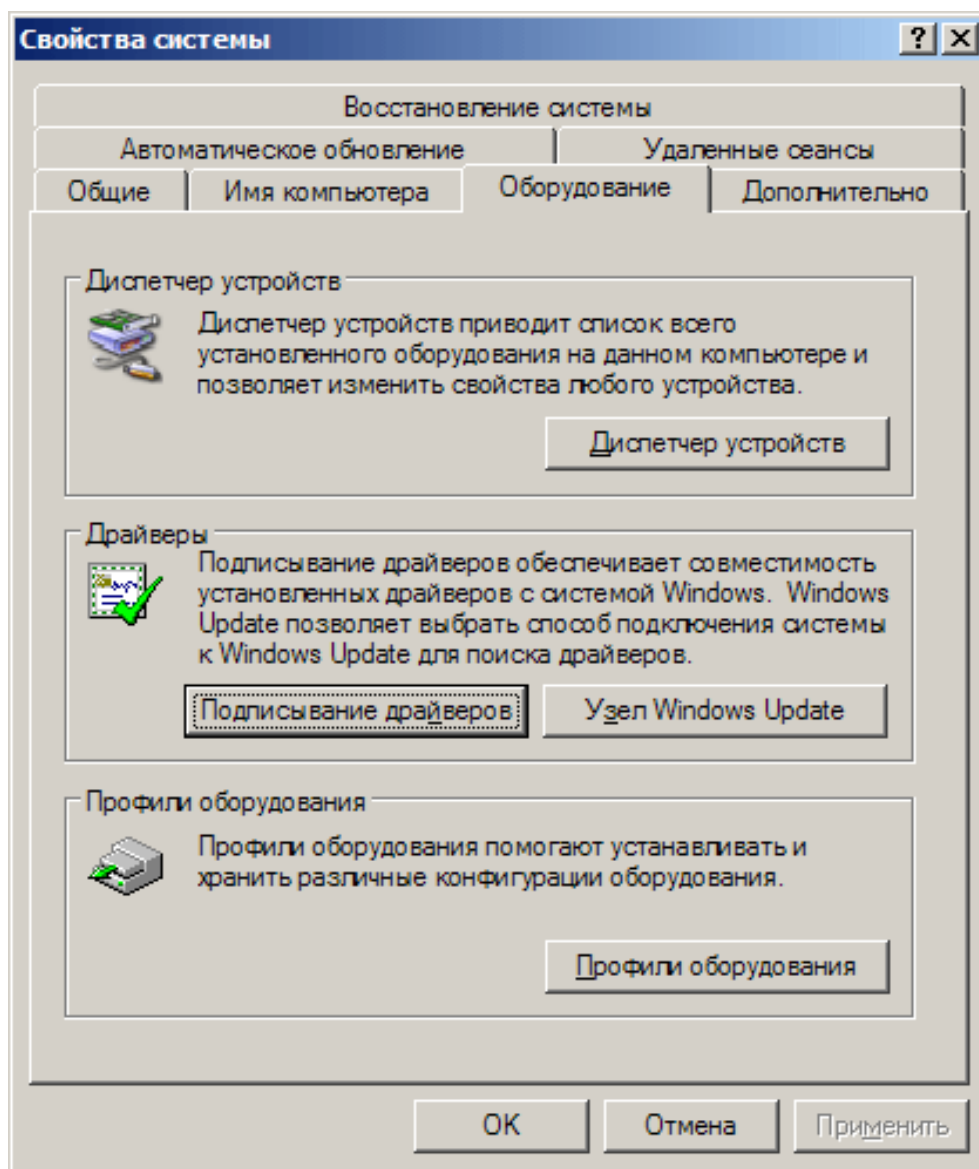 Свойства системы
Восстановление системы
Автоматическое обновление Удаленные сеансы
Общие Имя компьютера Оборудование Дополнительно
Диспетчер устройств
Диспетчер устройств приводит список всего
установленного оборудования на данном компьютере и
позволяет изменить свойства любого устройства.
Диспетчер устройств
Драйверы
Подписывание драйверов обеспечивает совместимость
установленных драйверов с системой Windows. Windows
Update позволяет выбрать способ подключения системы
к Windows Update для поиска драйверов.
Подписывание драйверов Узел Windows Update
Профили оборудования
Профили оборудования помогают устанавливать и
хранить различные конфигурации оборудования.
Профили оборудования
OK Отмена Применить